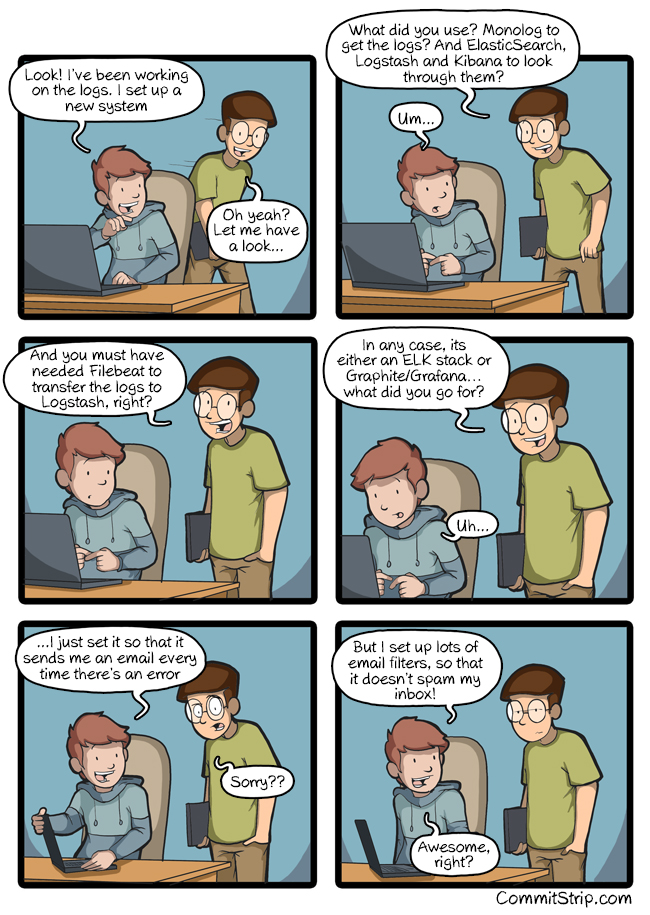 Look! I've been working
on the logs. I set up a
new system
Oh yeah?
Let me have
a look...
What did you use? Monolog to
get the logs? And ElasticSearch,
Logstash and Kibana to look
through them?
Um...
And you must have
needed Filebeat to
transfer the logs to
Logstash, right?
In any case, its
either an ELK stack or
Graphite/Grafana...
what did you go for?
Uh...
...I just set it so that it
sends me an email every
time there's an error
Sorry??
But I set up lots of
email filters, so that
it doesn't spam my
inbox!
Awesome,
right?
CommitStrip.com